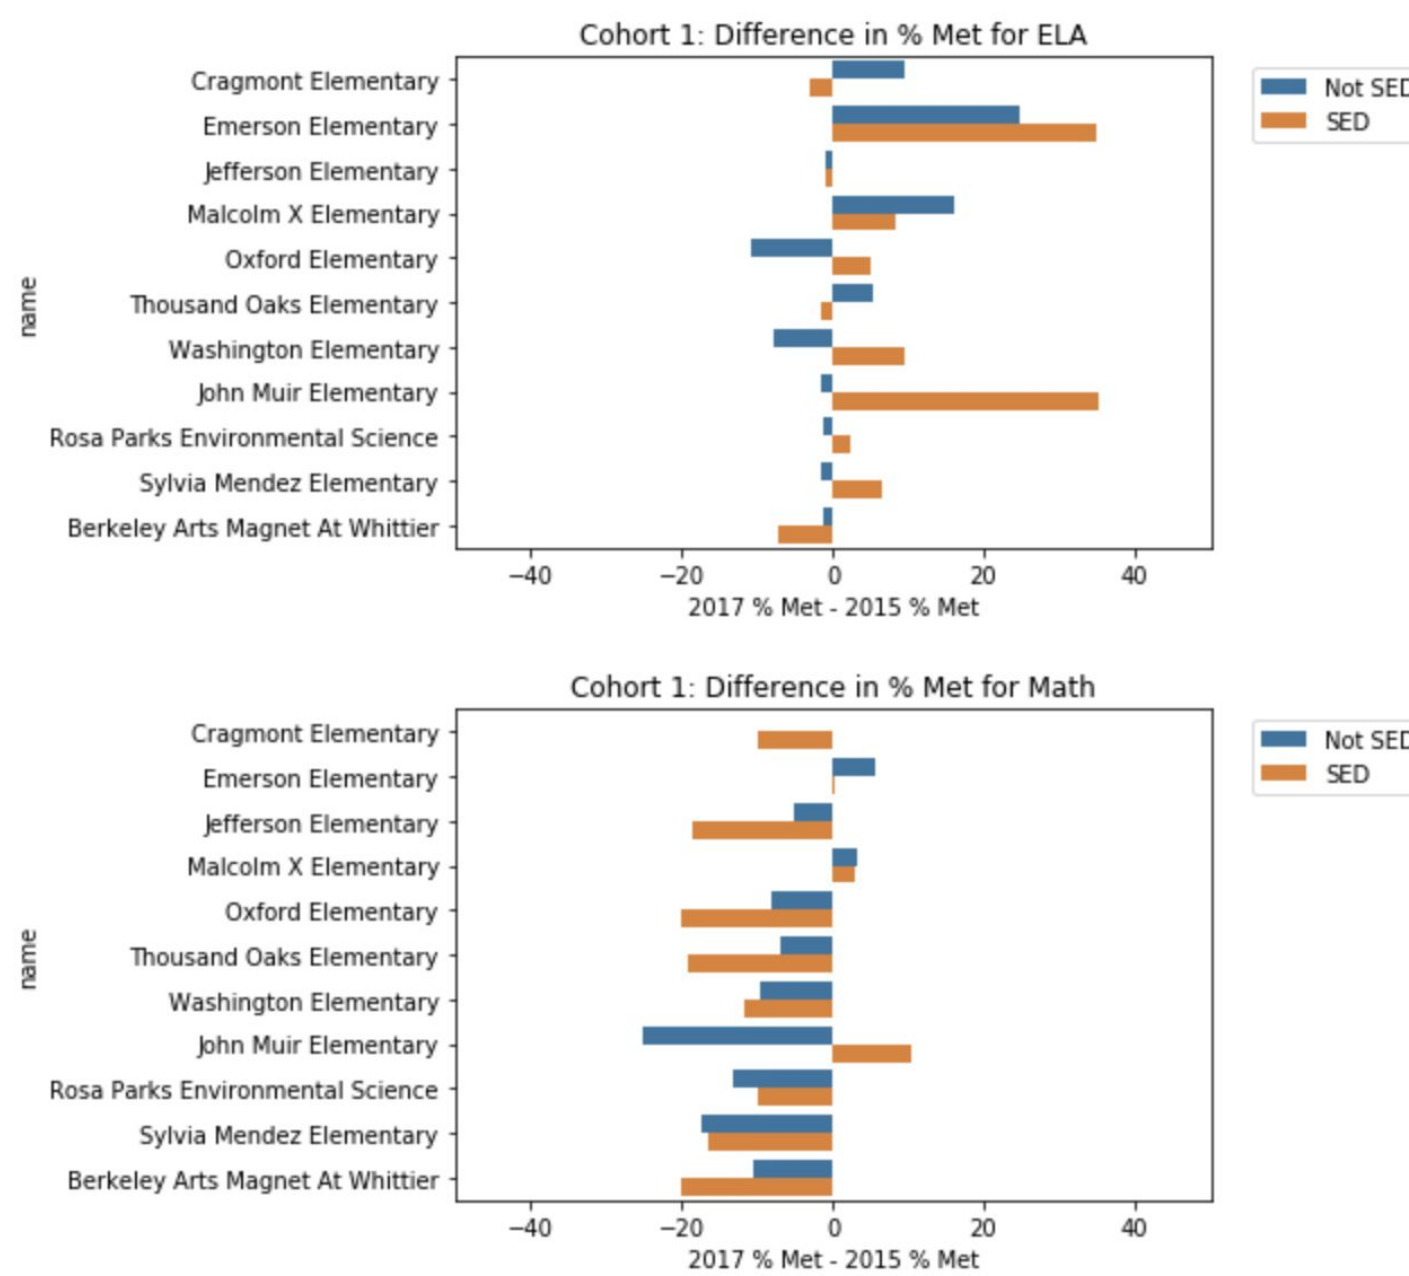 Cohort 1: Difference in % Met for ELA
Not SED
SED
Cragmont Elementary
Emerson Elementary
Jefferson Elementary
Malcolm X Elementary
Oxford Elementary
Thousand Oaks Elementary
Washington Elementary
John Muir Elementary
Rosa Parks Environmental Science
Sylvia Mendez Elementary
Berkeley Arts Magnet At Whittier
name
−40 −20 0 20 40
2017 % Met - 2015 % Met
Cohort 1: Difference in % Met for Math
Not SED
SED
Cragmont Elementary
Emerson Elementary
Jefferson Elementary
Malcolm X Elementary
Oxford Elementary
Thousand Oaks Elementary
Washington Elementary
John Muir Elementary
Rosa Parks Environmental Science
Sylvia Mendez Elementary
Berkeley Arts Magnet At Whittier
name
−40 −20 0 20 40
2017 % Met - 2015 % Met